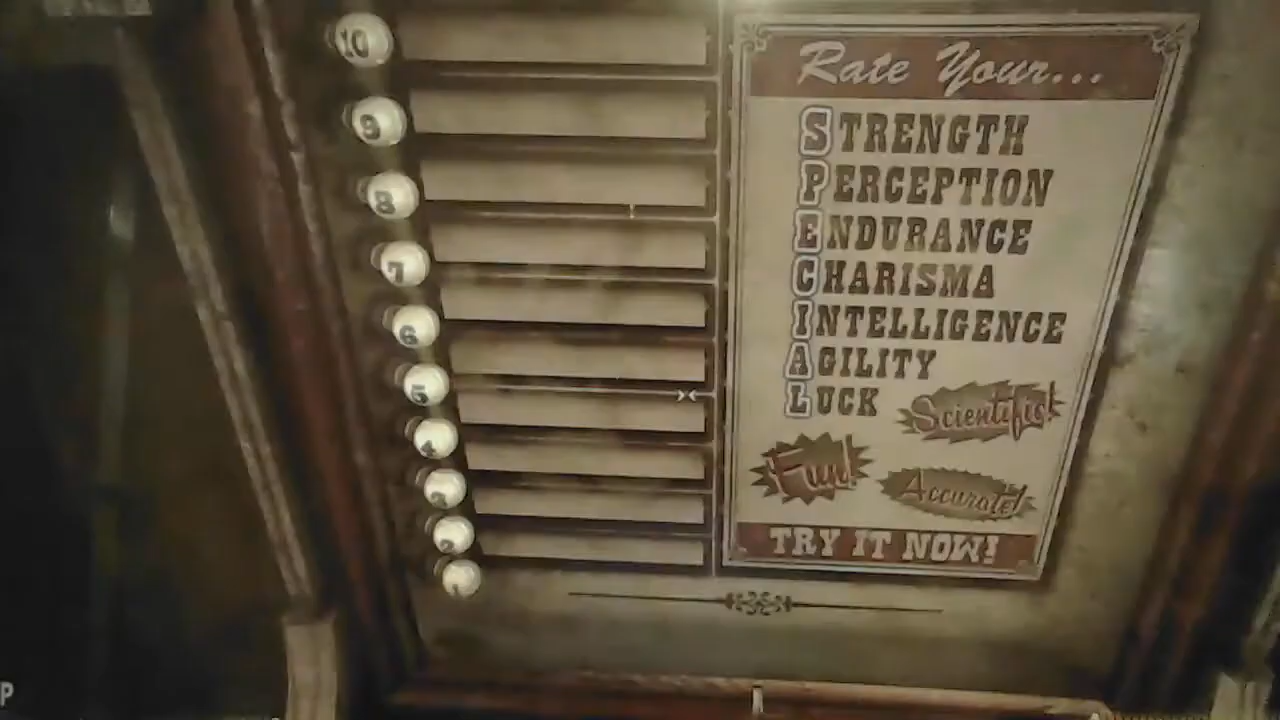 10
9
8
7
6
5
4
3
2
1
Rate Your...
STRENGTH
PERCEPTION
ENDURANCE
CHARISMA
INTELLIGENCE
AGILITY
LUCK
Scientific!
Fun!
Accurate!
TRY IT NOW!
P